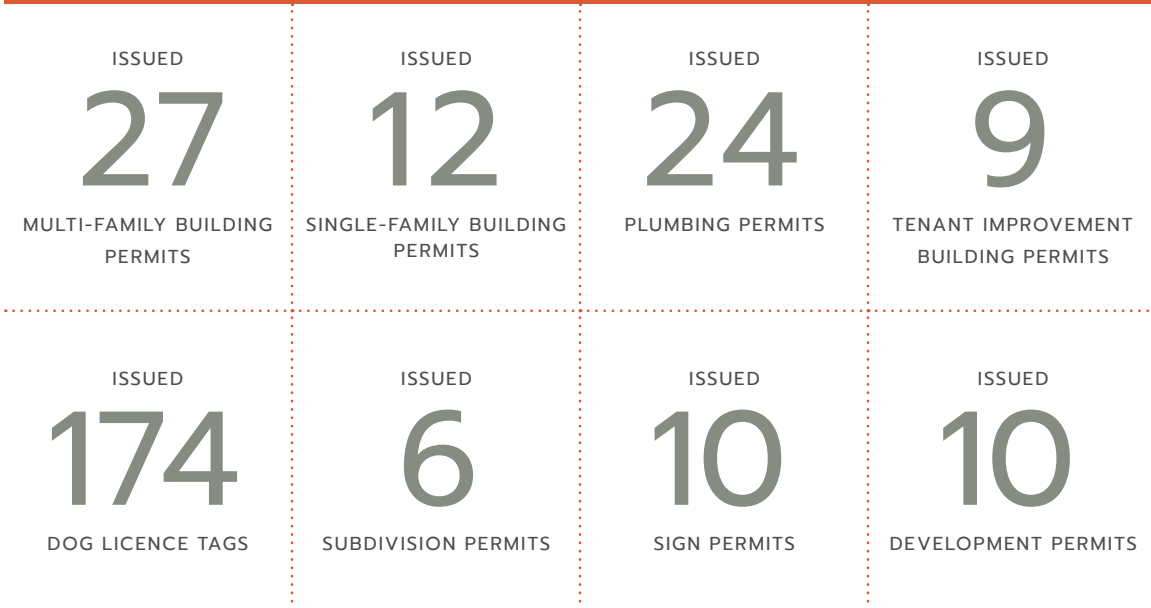 ISSUED
27
MULTI-FAMILY BUILDING
PERMITS
ISSUED
12
SINGLE-FAMILY BUILDING
PERMITS
ISSUED
24
PLUMBING PERMITS
ISSUED
9
TENANT IMPROVEMENT
BUILDING PERMITS
ISSUED
174
DOG LICENCE TAGS
ISSUED
6
SUBDIVISION PERMITS
ISSUED
10
SIGN PERMITS
ISSUED
10
DEVELOPMENT PERMITS